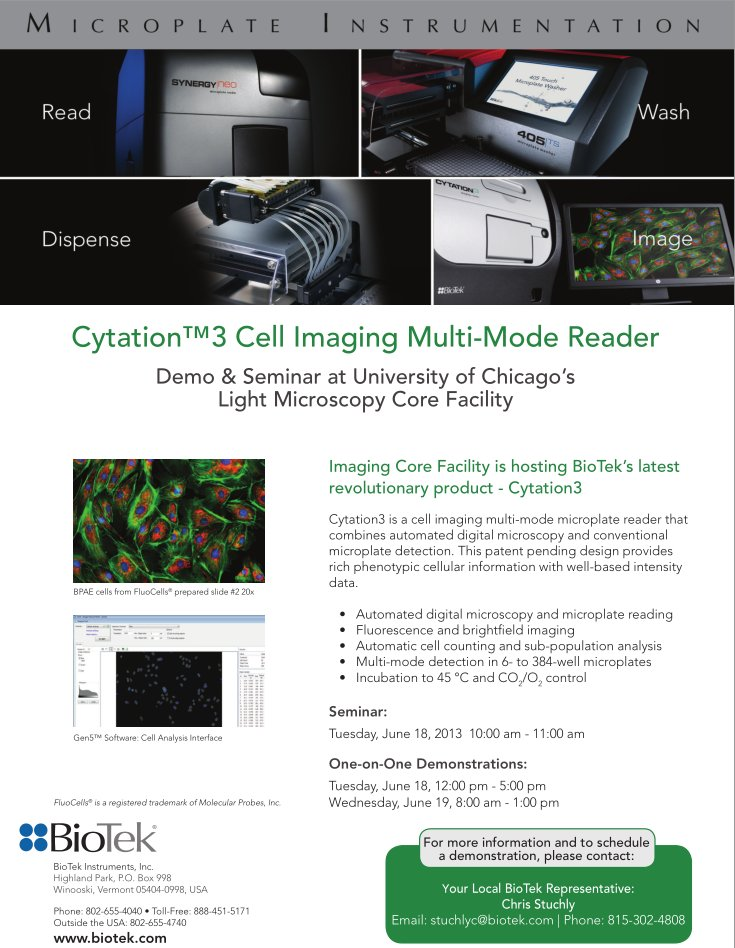 MICROPLATE INSTRUMENTATION
Read
SYNERGY|neo
microplate reader
405 Touch
Microplate Washer
Wash
405|TS
microplate washer
Dispense
CYTATION3
BioTek
Image
Cytation™3 Cell Imaging Multi-Mode Reader
Demo & Seminar at University of Chicago’s
Light Microscopy Core Facility
BPAE cells from FluoCells® prepared slide #2 20x
Gen5™ Software: Cell Analysis Interface
Imaging Core Facility is hosting BioTek’s latest
revolutionary product - Cytation3
Cytation3 is a cell imaging multi-mode microplate reader that
combines automated digital microscopy and conventional
microplate detection. This patent pending design provides
rich phenotypic cellular information with well-based intensity
data.
• Automated digital microscopy and microplate reading
• Fluorescence and brightfield imaging
• Automatic cell counting and sub-population analysis
• Multi-mode detection in 6- to 384-well microplates
• Incubation to 45 °C and CO₂/O₂ control
Seminar:
Tuesday, June 18, 2013 10:00 am - 11:00 am
One-on-One Demonstrations:
Tuesday, June 18, 12:00 pm - 5:00 pm
Wednesday, June 19, 8:00 am - 1:00 pm
FluoCells® is a registered trademark of Molecular Probes, Inc.
BioTek®
BioTek Instruments, Inc.
Highland Park, P.O. Box 998
Winooski, Vermont 05404-0998, USA
Phone: 802-655-4040 • Toll-Free: 888-451-5171
Outside the USA: 802-655-4740
www.biotek.com
For more information and to schedule
a demonstration, please contact:
Your Local BioTek Representative:
Chris Stuchly
Email: stuchlyc@biotek.com | Phone: 815-302-4808